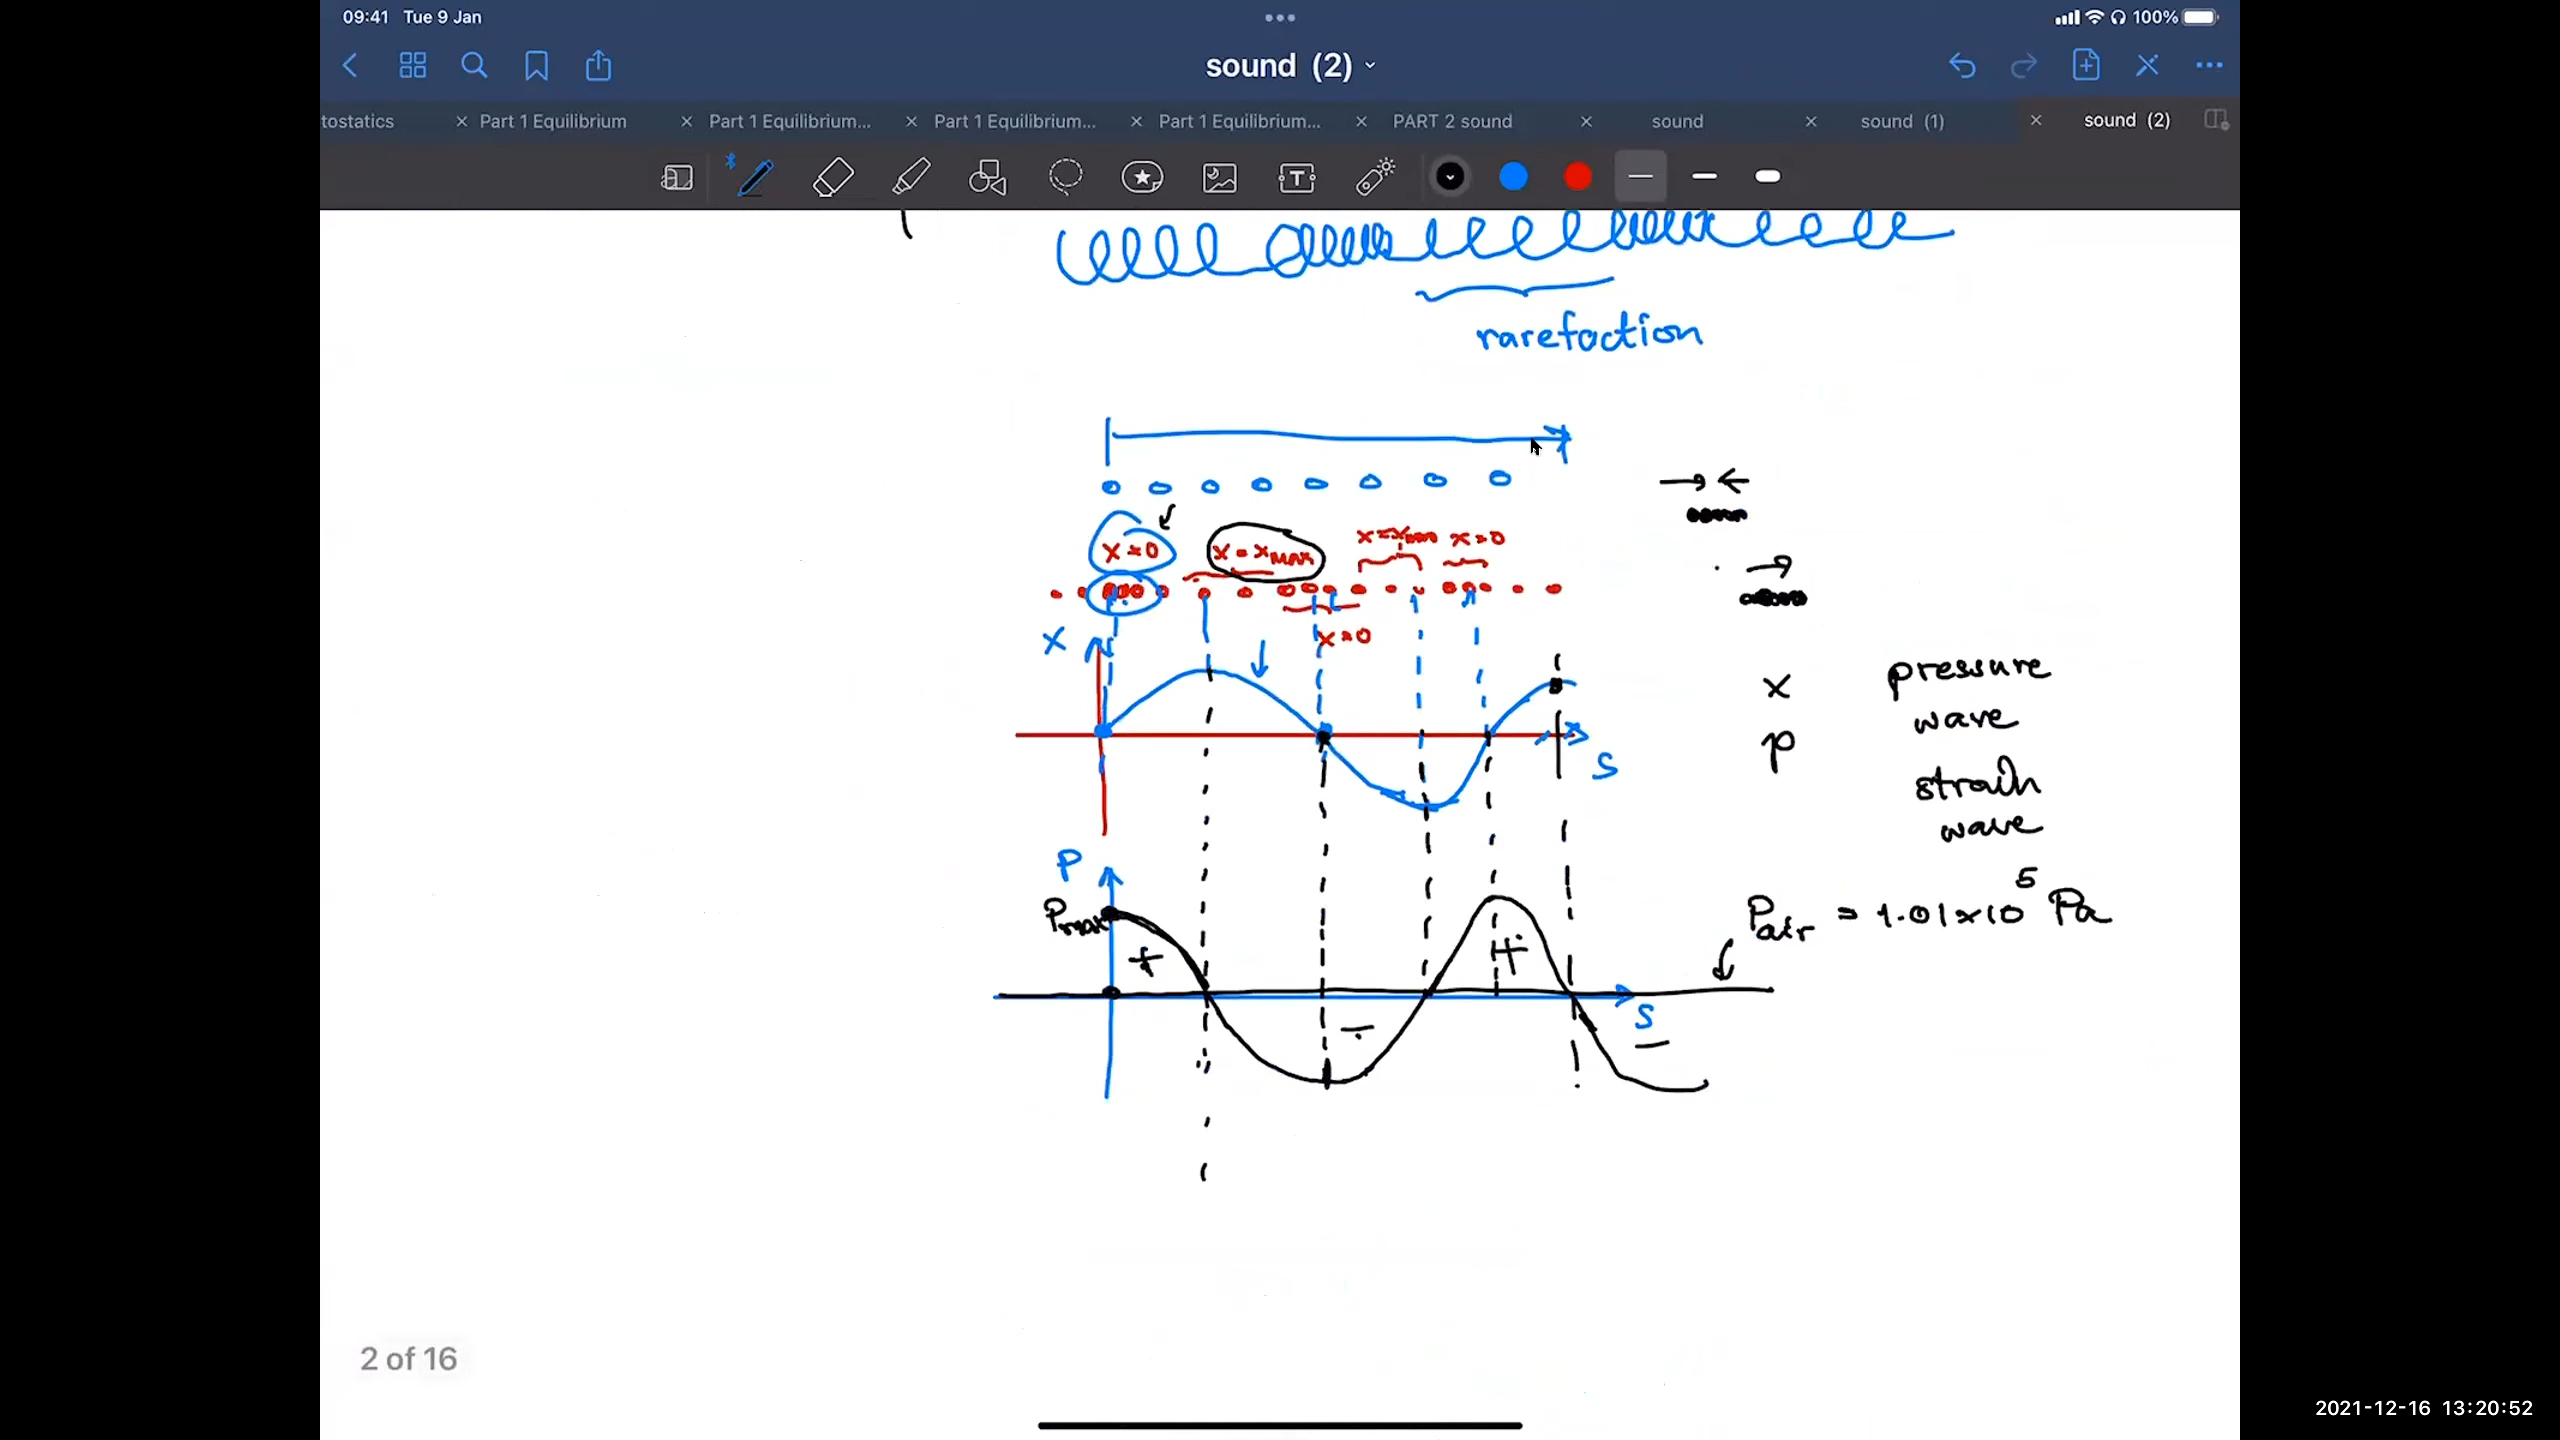 09:41 Tue 9 Jan
100%
sound (2)
tostatics
Part 1 Equilibrium
Part 1 Equilibrium...
Part 1 Equilibrium...
Part 1 Equilibrium...
PART 2 sound
sound
sound (1)
sound (2)
rarefaction
x=0
x = xMAX
x=0
x=0
X
S
x
p
pressure
wave
strain
wave
P
Pmax
+
+
-
S
Pair = 1.01×10^5 Pa
2 of 16
2021-12-16 13:20:52